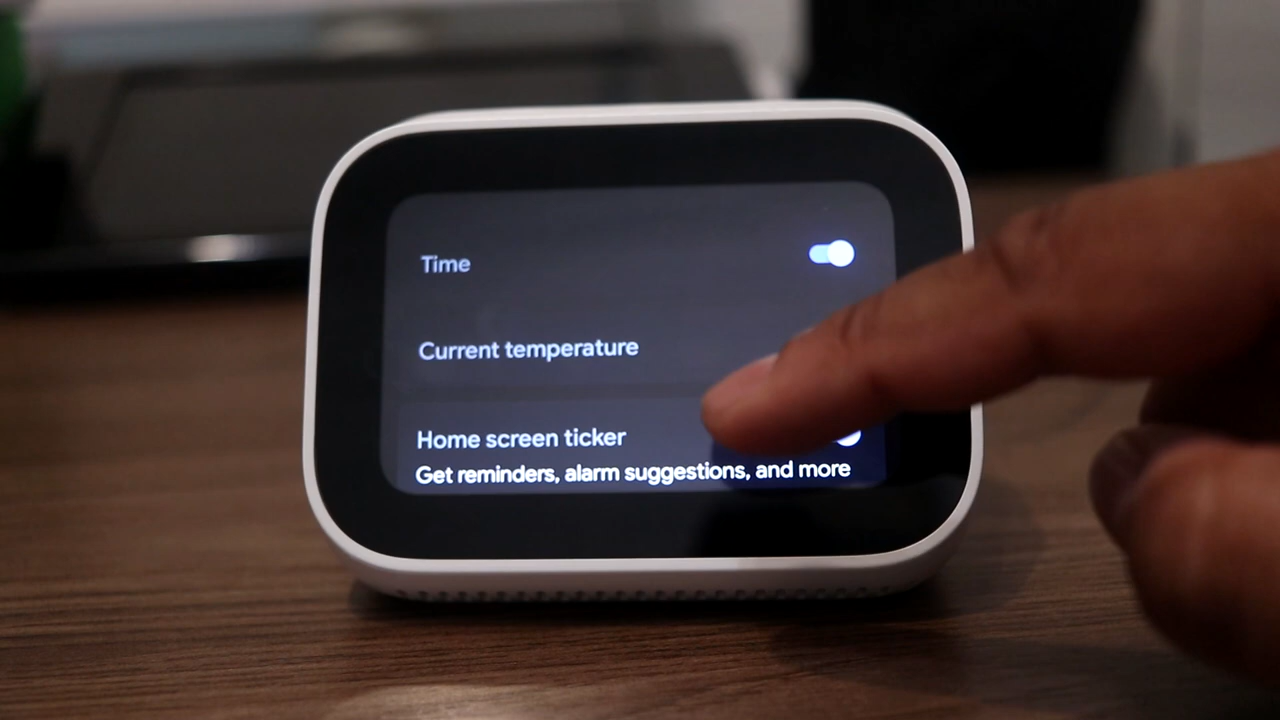 Time
Current temperature
Home screen ticker
Get reminders, alarm suggestions, and more